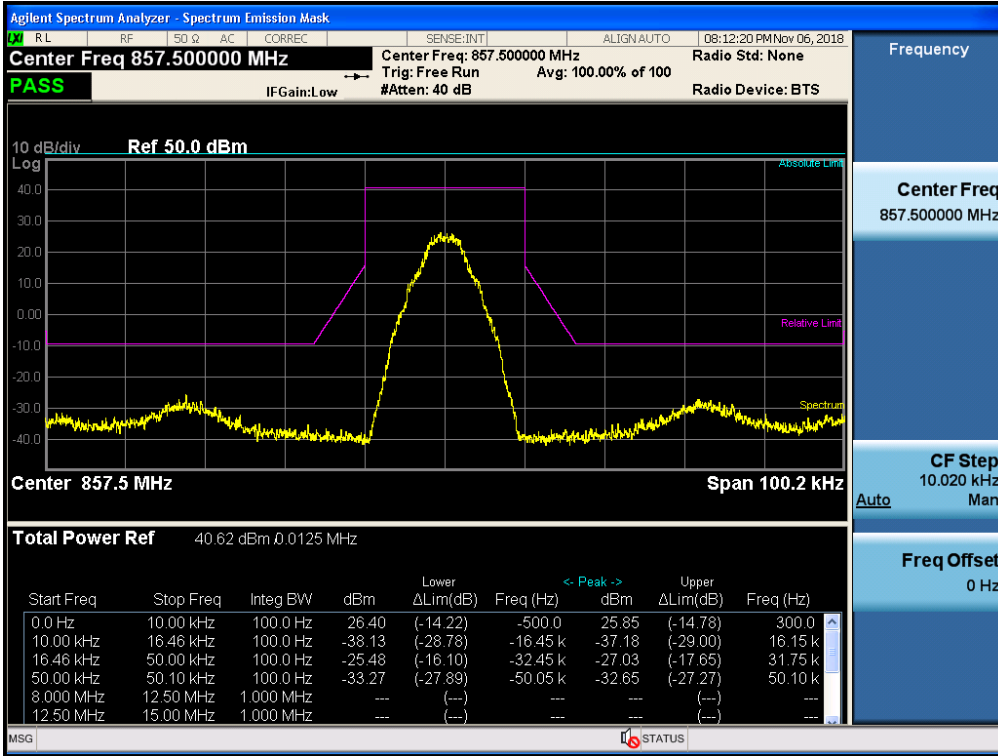 Agilent Spectrum Analyzer - Spectrum Emission Mask
LXI RL RF 50 Ω AC CORREC SENSE:INT ALIGN AUTO 08:12:20 PM Nov 06, 2018
Center Freq 857.500000 MHz
Center Freq: 857.500000 MHz Radio Std: None
Trig: Free Run Avg: 100.00% of 100
PASS
IFGain:Low #Atten: 40 dB Radio Device: BTS
10 dB/div Ref 50.0 dBm
Log
Absolute Limit
40.0
30.0
20.0
10.0
0.00
Relative Limit
-10.0
-20.0
-30.0
Spectrum
-40.0
Center 857.5 MHz Span 100.2 kHz
Total Power Ref 40.62 dBm / 0.0125 MHz
Lower <- Peak -> Upper
Start Freq Stop Freq Integ BW dBm ΔLim(dB) Freq (Hz) dBm ΔLim(dB) Freq (Hz)
0.0 Hz 10.00 kHz 100.0 Hz 26.40 (-14.22) -500.0 25.85 (-14.78) 300.0
10.00 kHz 16.46 kHz 100.0 Hz -38.13 (-28.78) -16.45 k -37.18 (-29.00) 16.15 k
16.46 kHz 50.00 kHz 100.0 Hz -25.48 (-16.10) -32.45 k -27.03 (-17.65) 31.75 k
50.00 kHz 50.10 kHz 100.0 Hz -33.27 (-27.89) -50.05 k -32.65 (-27.27) 50.10 k
8.000 MHz 12.50 MHz 1.000 MHz --- (---) --- --- (---) ---
12.50 MHz 15.00 MHz 1.000 MHz --- (---) --- --- (---) ---
MSG STATUS
Frequency
Center Freq
857.500000 MHz
CF Step
10.020 kHz
Auto Man
Freq Offset
0 Hz